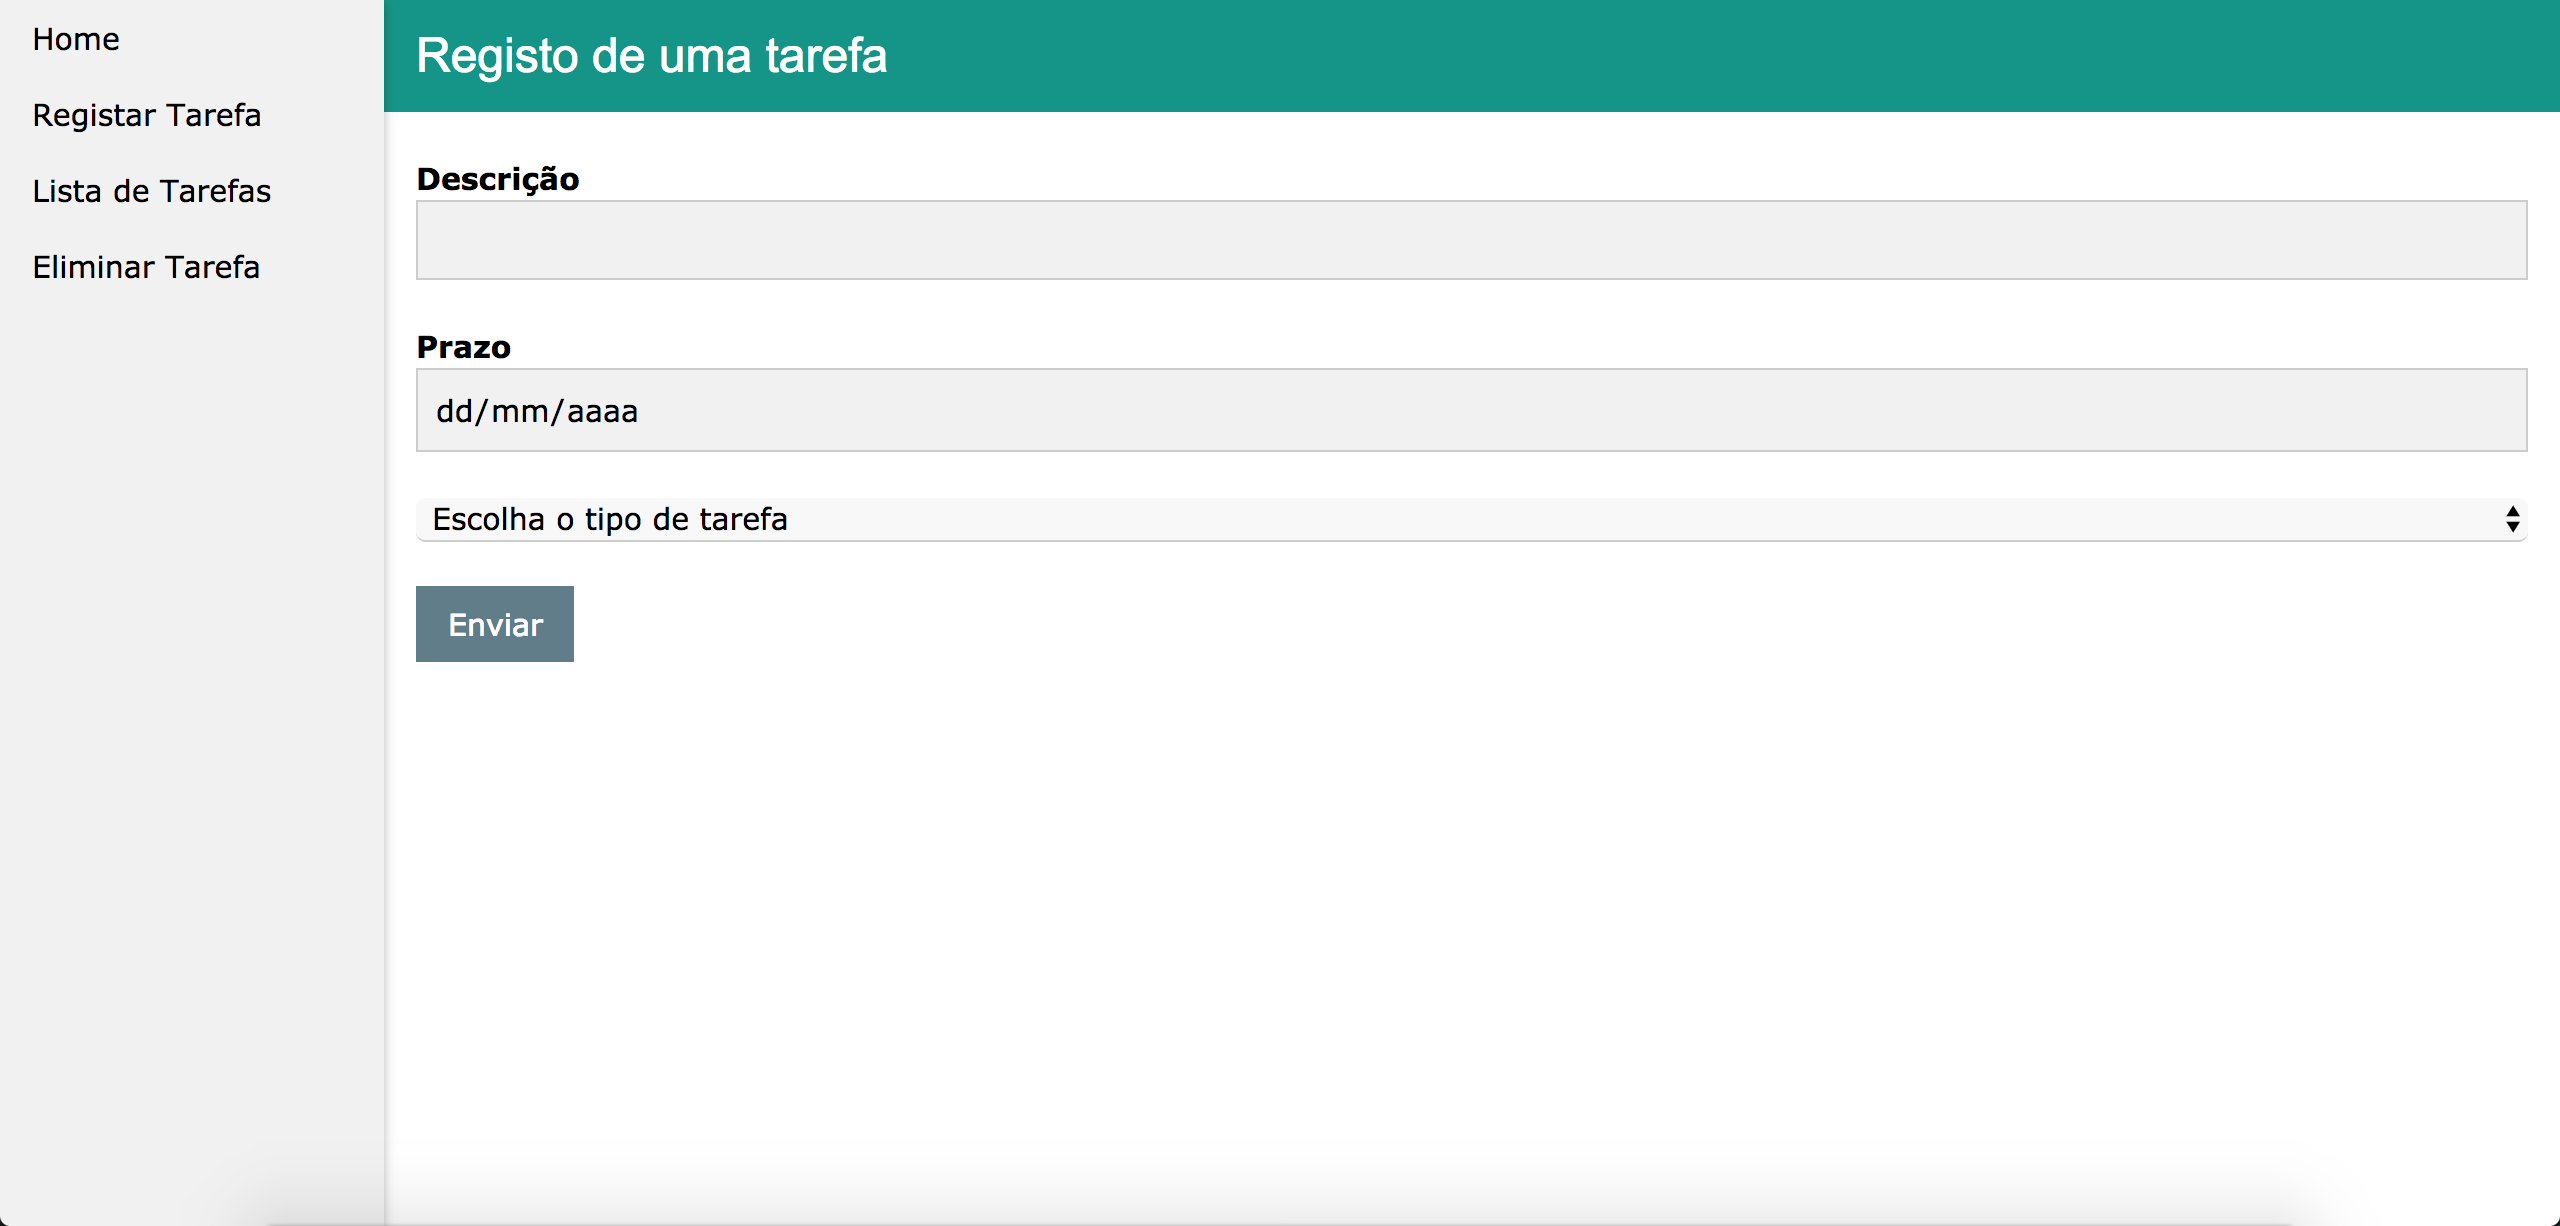 Home
Registar Tarefa
Lista de Tarefas
Eliminar Tarefa
Registo de uma tarefa
Descrição
Prazo
dd/mm/aaaa
Escolha o tipo de tarefa
Enviar